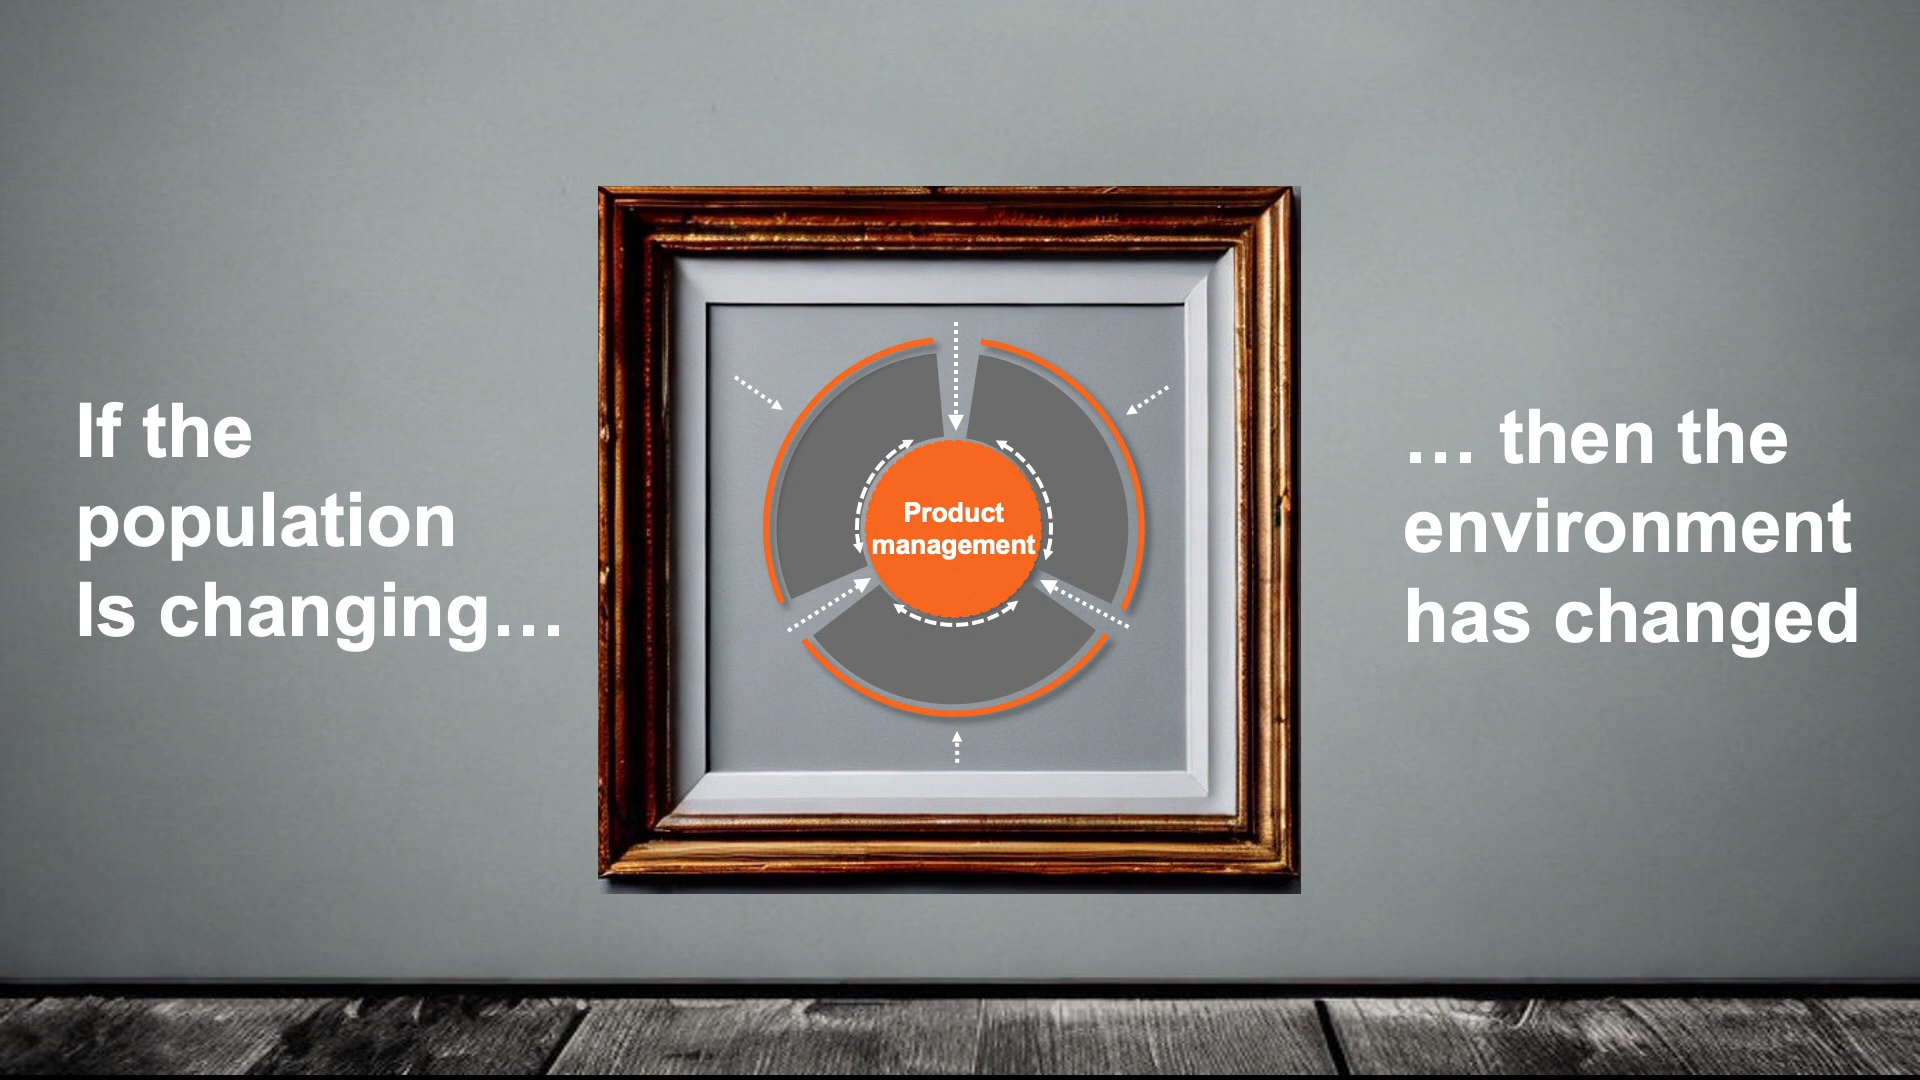 If the
population
Is changing…
Product
management
… then the
environment
has changed